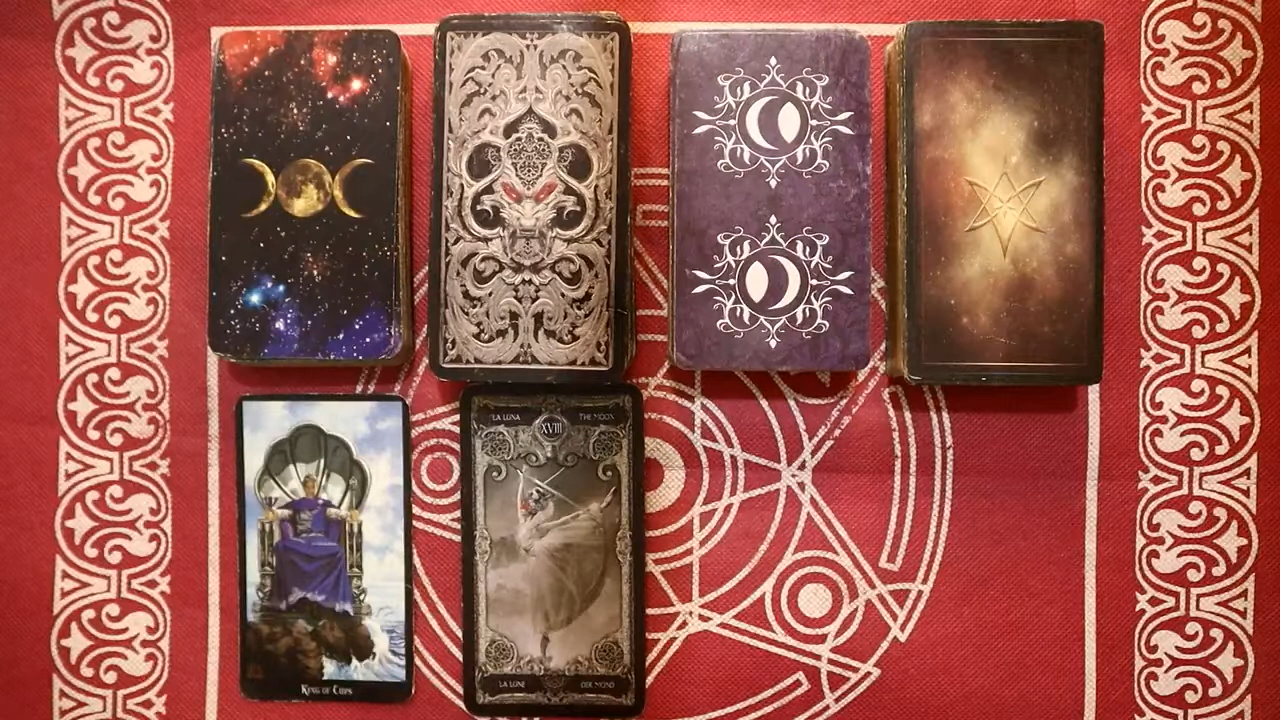 KING OF CUPS
LA LUNA
XVIII
THE MOON
LA LUNE
DER MOND